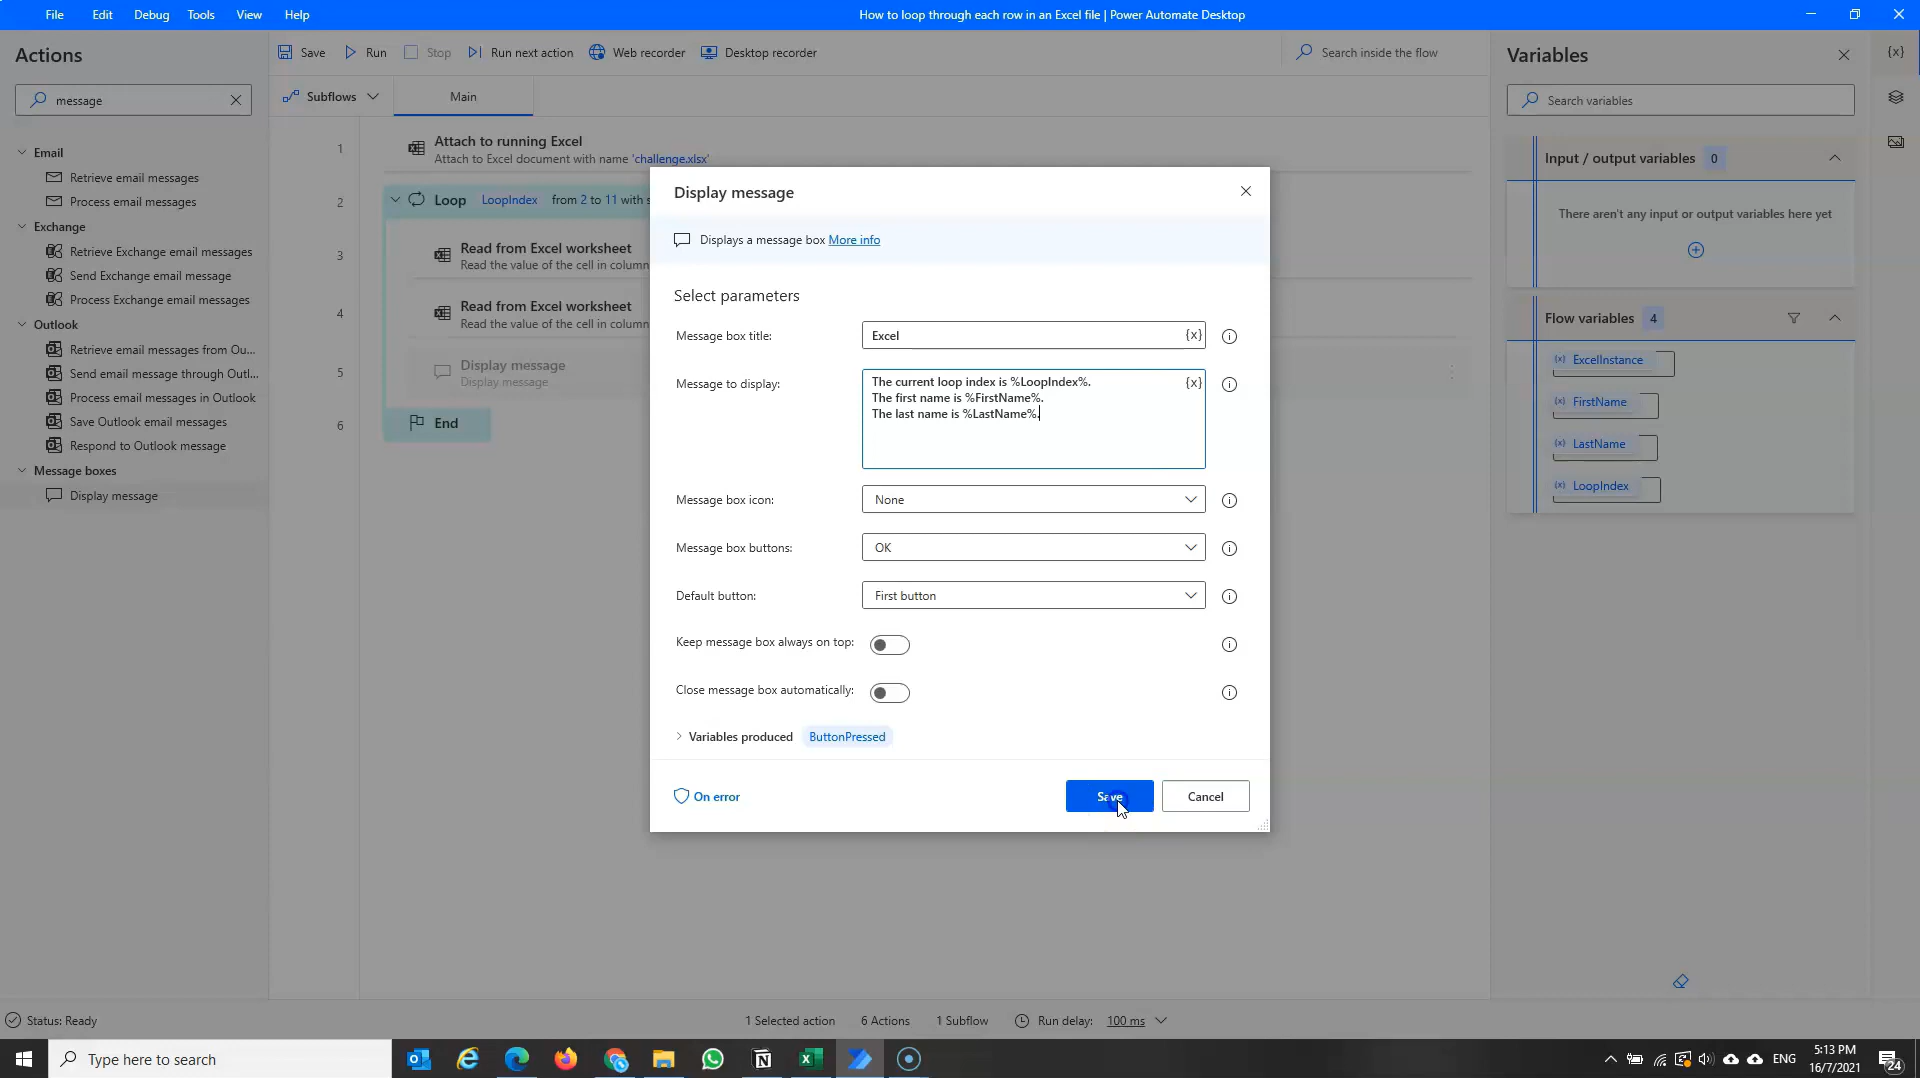 File Edit Debug Tools View Help
How to loop through each row in an Excel file | Power Automate Desktop
Actions
message
Email
Retrieve email messages
Process email messages
Exchange
Retrieve Exchange email messages
Send Exchange email message
Process Exchange email messages
Outlook
Retrieve email messages from Ou...
Send email message through Outl...
Process email messages in Outlook
Save Outlook email messages
Respond to Outlook message
Message boxes
Display message
Save Run Stop Run next action Web recorder Desktop recorder
Search inside the flow
Subflows Main
1 Attach to running Excel
Attach to Excel document with name 'challenge.xlsx'
2 Loop LoopIndex from 2 to 11 with s
3 Read from Excel worksheet
Read the value of the cell in column
4 Read from Excel worksheet
Read the value of the cell in column
5 Display message
Display message
6 End
Display message
Displays a message box More info
Select parameters
Message box title: Excel {x}
Message to display: {x}
The current loop index is %LoopIndex%.
The first name is %FirstName%.
The last name is %LastName%.
Message box icon: None
Message box buttons: OK
Default button: First button
Keep message box always on top:
Close message box automatically:
Variables produced ButtonPressed
On error
Save Cancel
Variables {x}
Search variables
Input / output variables 0
There aren't any input or output variables here yet
Flow variables 4
(x) ExcelInstance
(x) FirstName
(x) LastName
(x) LoopIndex
Status: Ready 1 Selected action 6 Actions 1 Subflow Run delay: 100 ms
Type here to search
ENG
5:13 PM
16/7/2021
24